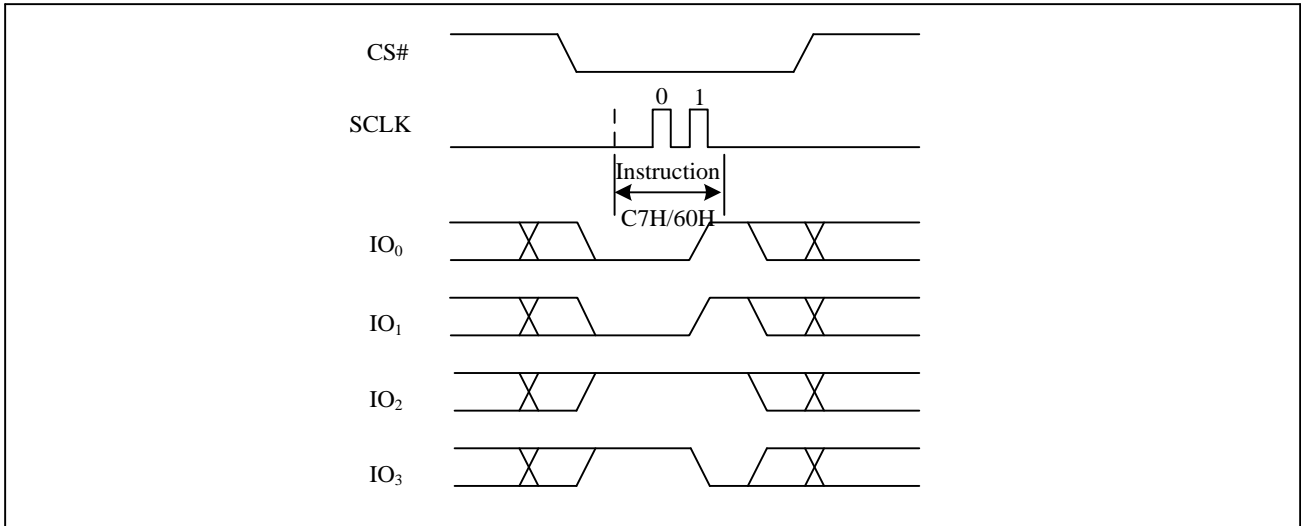 CS#
0 1
SCLK
Instruction
C7H/60H
IO₀
IO₁
IO₂
IO₃